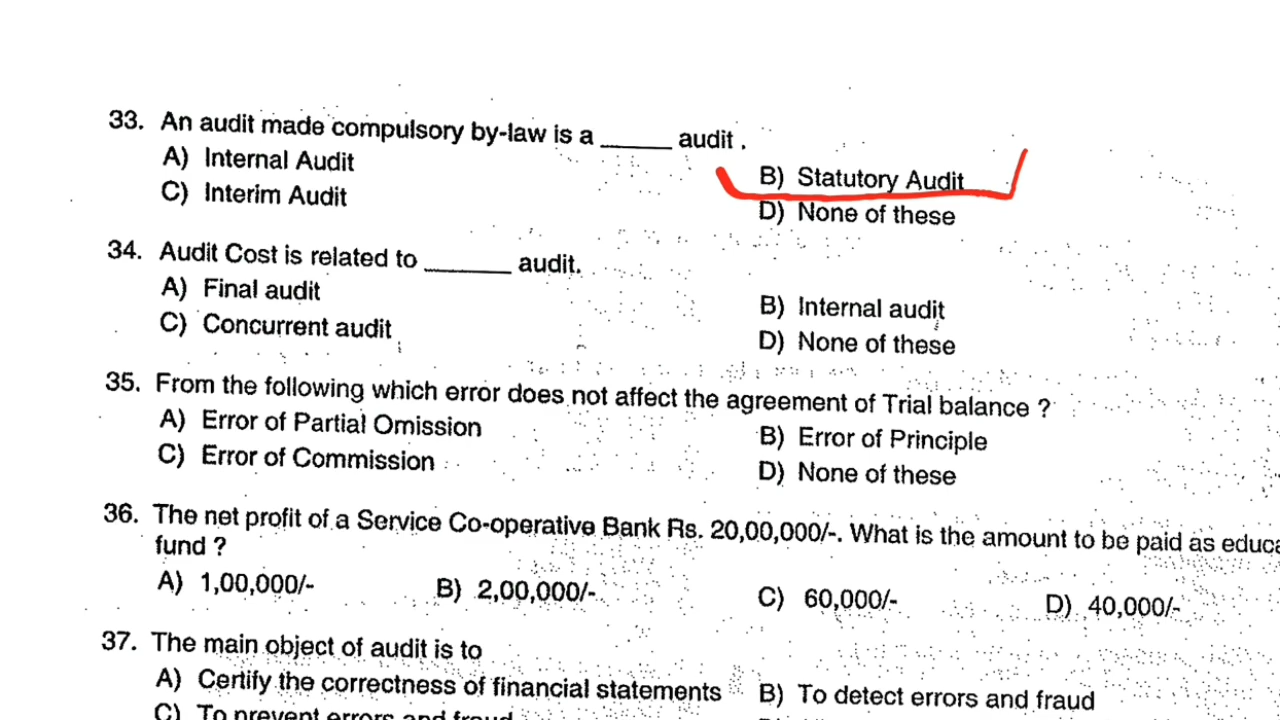 33. An audit made compulsory by-law is a ______ audit.
A) Internal Audit
B) Statutory Audit
C) Interim Audit
D) None of these
34. Audit Cost is related to _______ audit.
A) Final audit
B) Internal audit
C) Concurrent audit
D) None of these
35. From the following which error does not affect the agreement of Trial balance ?
A) Error of Partial Omission
B) Error of Principle
C) Error of Commission
D) None of these
36. The net profit of a Service Co-operative Bank Rs. 20,00,000/-. What is the amount to be paid as educa
fund ?
A) 1,00,000/- B) 2,00,000/- C) 60,000/- D) 40,000/-
37. The main object of audit is to
A) Certify the correctness of financial statements
B) To detect errors and fraud
C) To prevent errors and fraud